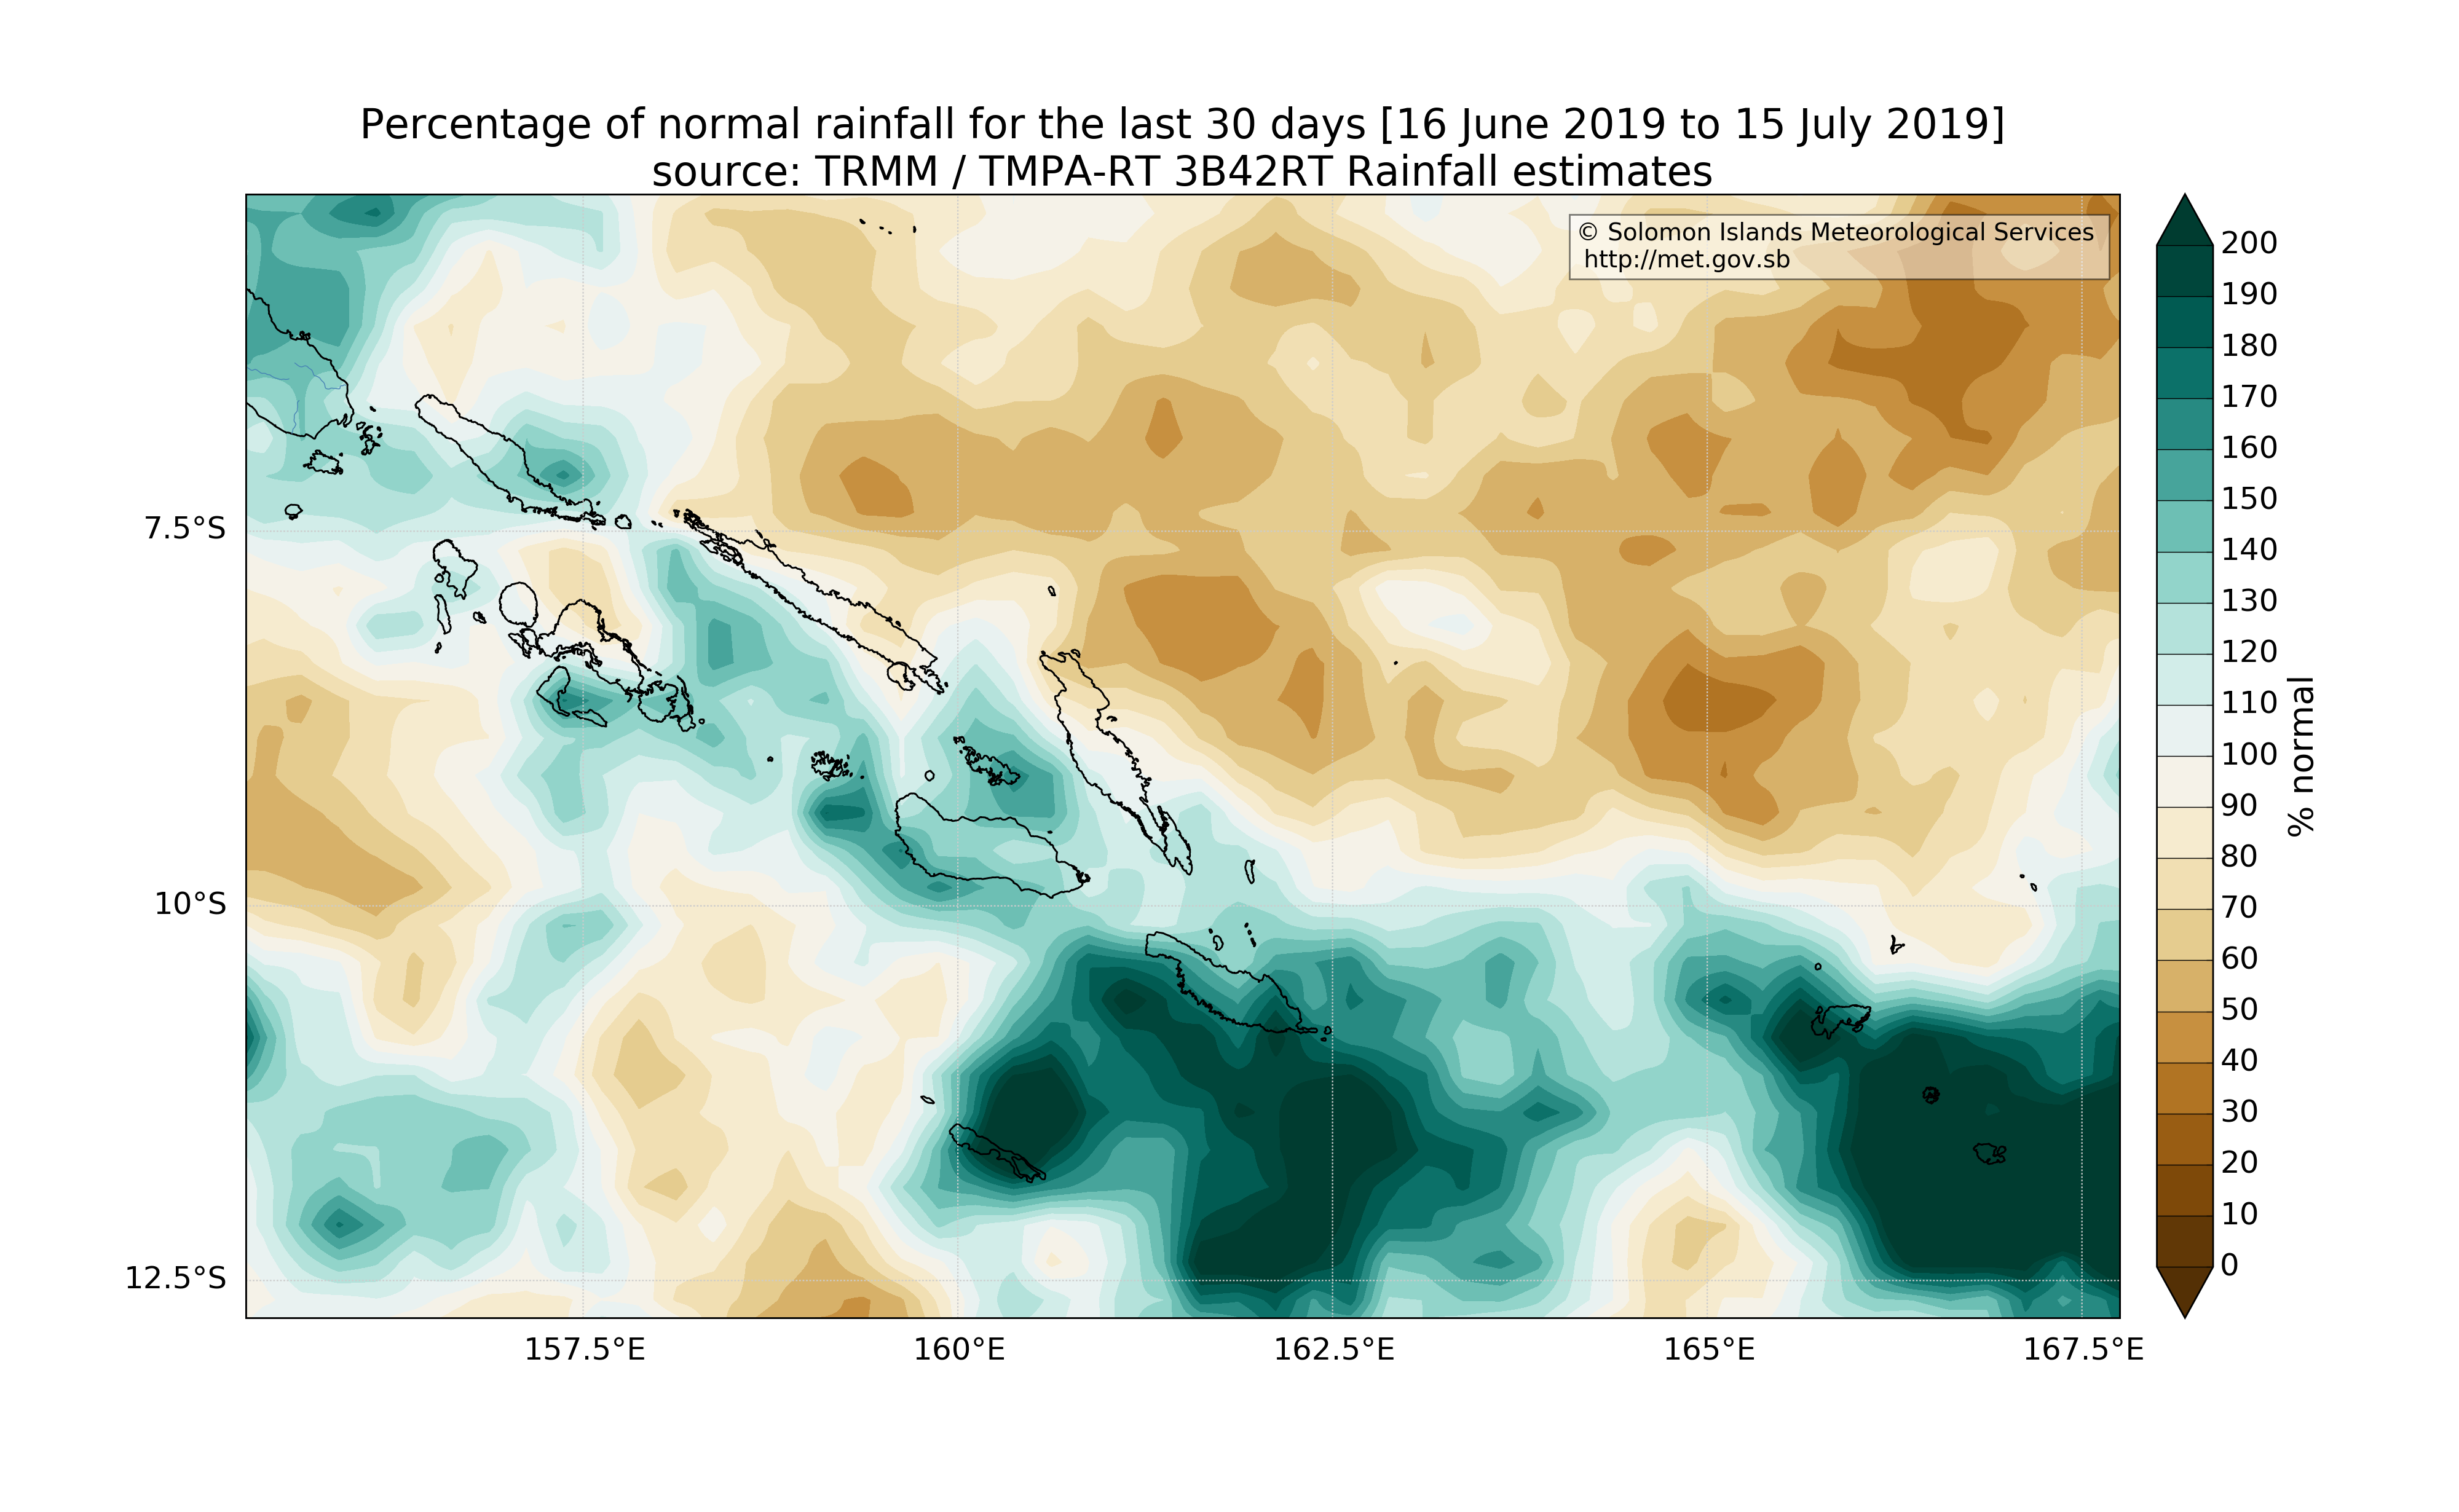 Percentage of normal rainfall for the last 30 days [16 June 2019 to 15 July 2019]
source: TRMM / TMPA-RT 3B42RT Rainfall estimates
© Solomon Islands Meteorological Services
http://met.gov.sb
7.5°S
10°S
12.5°S
157.5°E
160°E
162.5°E
165°E
167.5°E
200
190
180
170
160
150
140
130
120
110
100
90
80
70
60
50
40
30
20
10
0
% normal